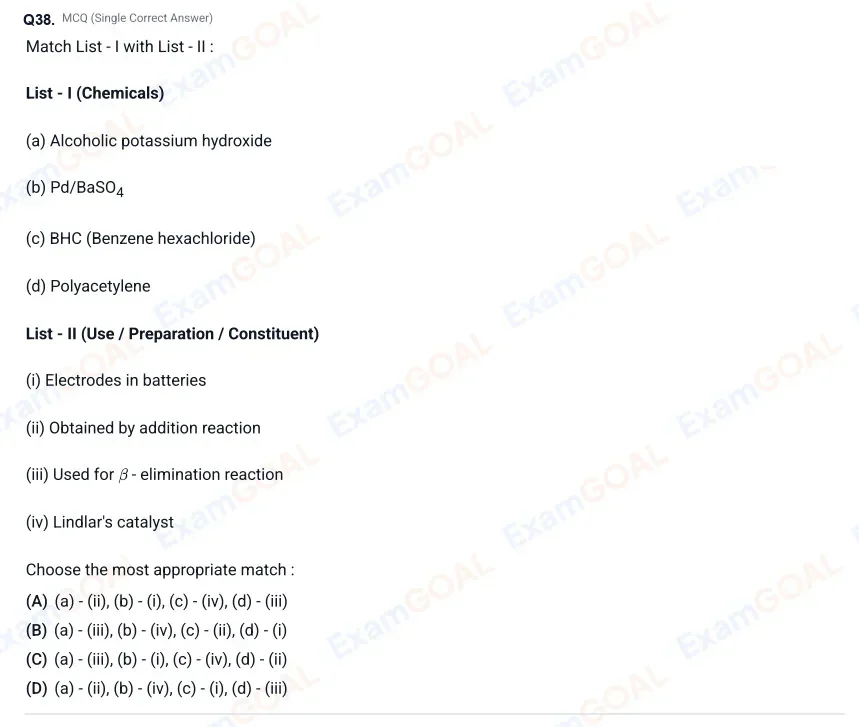 Q38. MCQ (Single Correct Answer)
Match List - I with List - II :
List - I (Chemicals)
(a) Alcoholic potassium hydroxide
(b) Pd/BaSO₄
(c) BHC (Benzene hexachloride)
(d) Polyacetylene
List - II (Use / Preparation / Constituent)
(i) Electrodes in batteries
(ii) Obtained by addition reaction
(iii) Used for β - elimination reaction
(iv) Lindlar's catalyst
Choose the most appropriate match :
(A) (a) - (ii), (b) - (i), (c) - (iv), (d) - (iii)
(B) (a) - (iii), (b) - (iv), (c) - (ii), (d) - (i)
(C) (a) - (iii), (b) - (i), (c) - (iv), (d) - (ii)
(D) (a) - (ii), (b) - (iv), (c) - (i), (d) - (iii)
ExamGOAL